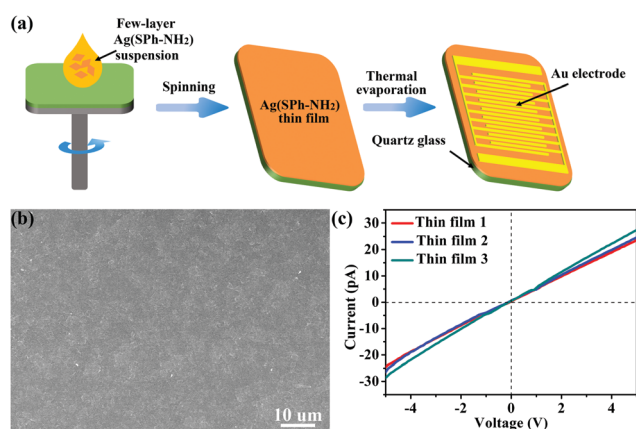 (a)
Few-layer
Ag(SPh-NH2)
suspension
Spinning
Ag(SPh-NH2)
thin film
Thermal
evaporation
Au electrode
Quartz glass
(b)
10 um
(c)
Thin film 1
Thin film 2
Thin film 3
Current (pA)
30
20
10
0
-10
-20
-30
-4 -2 0 2 4
Voltage (V)